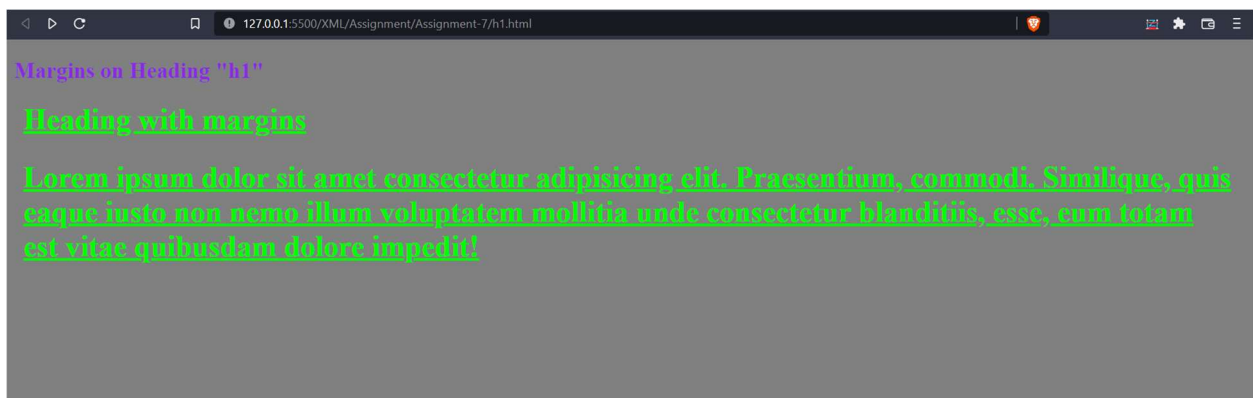 127.0.0.1:5500/XML/Assignment/Assignment-7/h1.html
Margins on Heading "h1"
Heading with margins
Lorem ipsum dolor sit amet consectetur adipisicing elit. Praesentium, commodi. Similique, quis
eaque iusto non nemo illum voluptatem mollitia unde consectetur blanditiis, esse, eum totam
est vitae quibusdam dolore impedit!